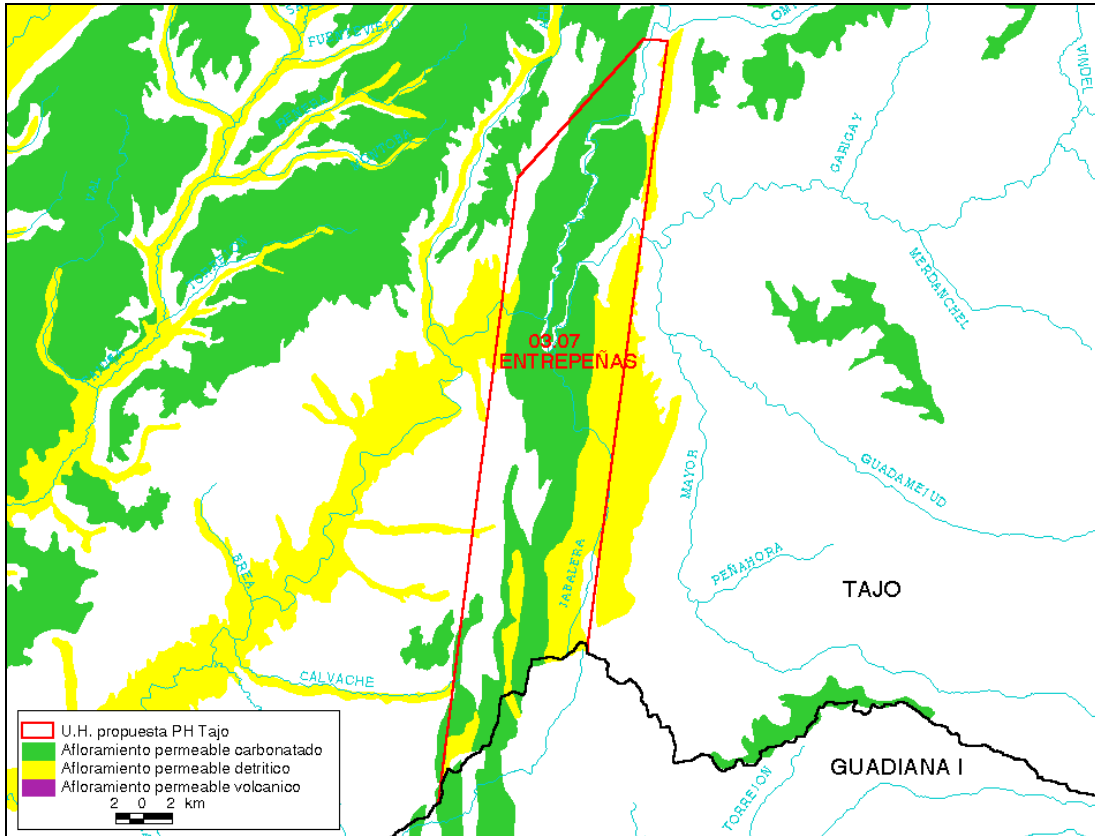 FUENTEVIEJO
OM
VINDEL
GARIGAY
MERDANCHEL
03.07
ENTREPEÑAS
GUADAMEJUD
MAYOR
PEÑAHORA
JABALERA
BREA
TAJO
CALVACHE
U.H. propuesta PH Tajo
Afloramiento permeable carbonatado
Afloramiento permeable detritico
Afloramiento permeable volcanico
2 0 2 km
GUADIANA I
TORREJON